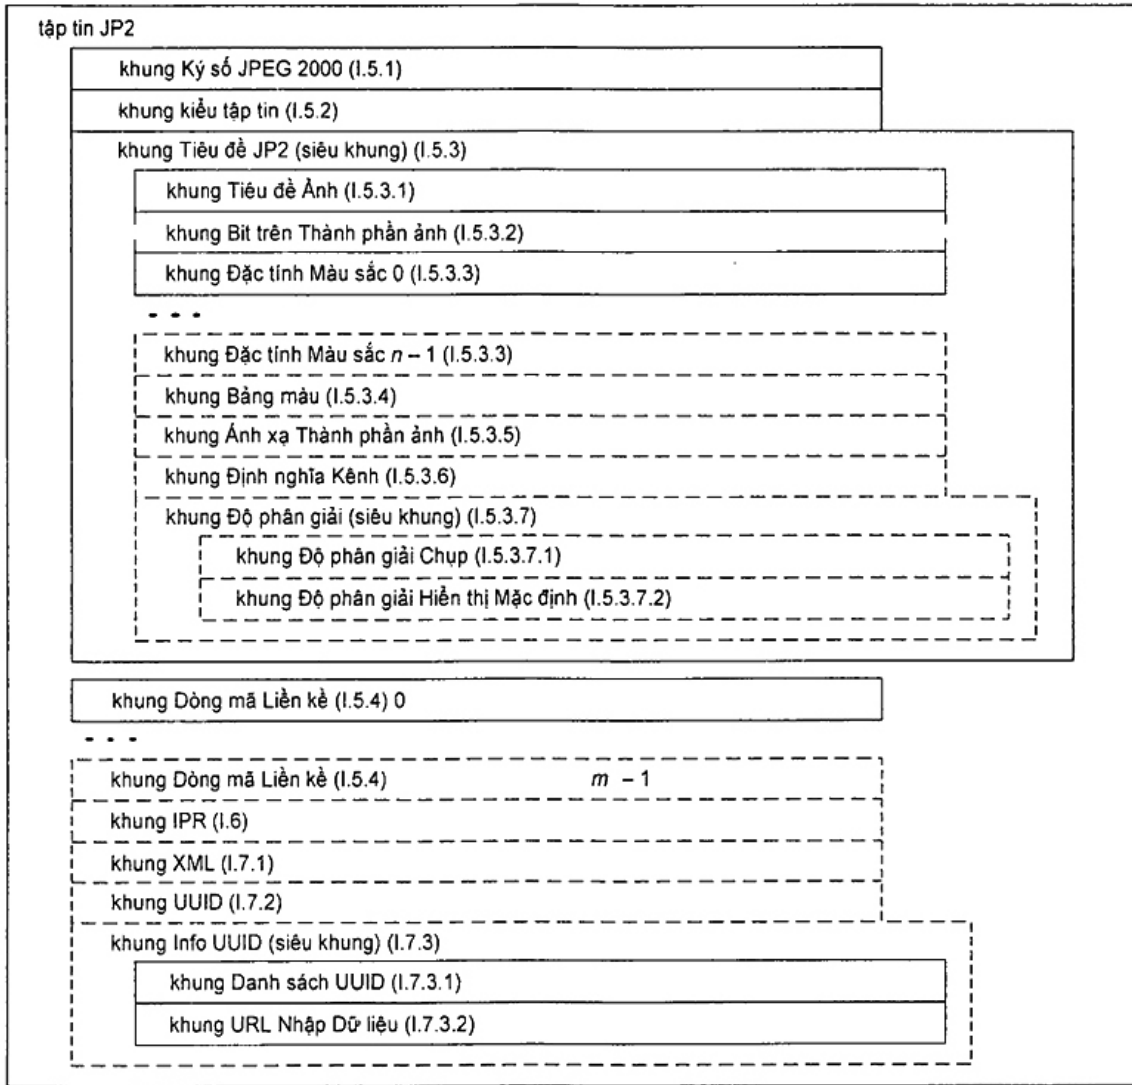 tập tin JP2
khung Ký số JPEG 2000 (I.5.1)
khung kiểu tập tin (I.5.2)
khung Tiêu đề JP2 (siêu khung) (I.5.3)
khung Tiêu đề Ảnh (I.5.3.1)
khung Bit trên Thành phần ảnh (I.5.3.2)
khung Đặc tính Màu sắc 0 (I.5.3.3)
. . .
khung Đặc tính Màu sắc n – 1 (I.5.3.3)
khung Bảng màu (I.5.3.4)
khung Ánh xạ Thành phần ảnh (I.5.3.5)
khung Định nghĩa Kênh (I.5.3.6)
khung Độ phân giải (siêu khung) (I.5.3.7)
khung Độ phân giải Chụp (I.5.3.7.1)
khung Độ phân giải Hiển thị Mặc định (I.5.3.7.2)
khung Dòng mã Liền kề (I.5.4) 0
. . .
khung Dòng mã Liền kề (I.5.4) m – 1
khung IPR (I.6)
khung XML (I.7.1)
khung UUID (I.7.2)
khung Info UUID (siêu khung) (I.7.3)
khung Danh sách UUID (I.7.3.1)
khung URL Nhập Dữ liệu (I.7.3.2)